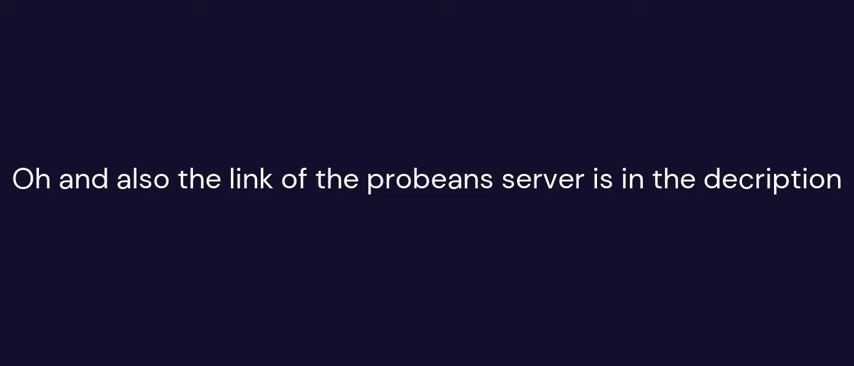 Oh and also the link of the probeans server is in the decription